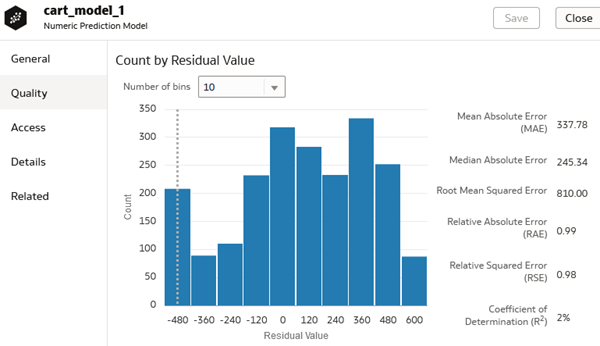 cart_model_1
Numeric Prediction Model
Save
Close
General
Quality
Access
Details
Related
Count by Residual Value
Number of bins
10
350
300
250
200
150
100
50
0
Count
-480 -360 -240 -120 0 120 240 360 480 600
Residual Value
Mean Absolute Error
(MAE)
337.78
Median Absolute Error
245.34
Root Mean Squared Error
810.00
Relative Absolute Error
(RAE)
0.99
Relative Squared Error
(RSE)
0.98
Coefficient of
Determination (R²)
2%